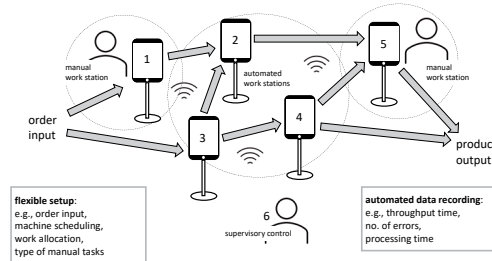 1
2
5
manual
work station
automated
work stations
manual
work station
order
input
3
4
product
output
6
supervisory control
flexible setup:
e.g., order input,
machine scheduling,
work allocation,
type of manual tasks
automated data recording:
e.g., throughput time,
no. of errors,
processing time